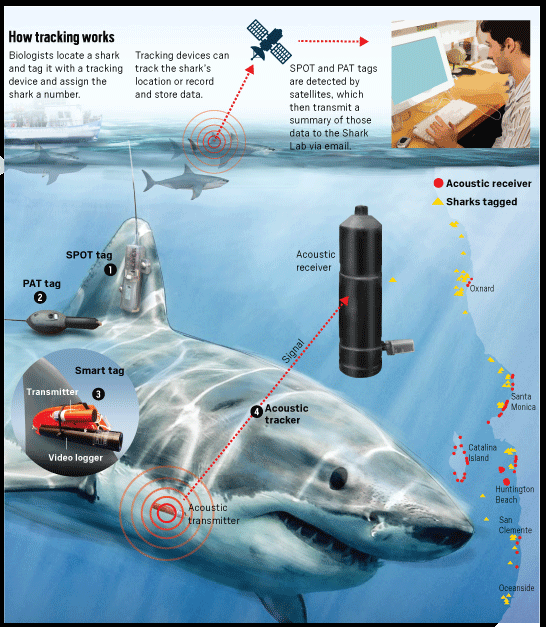 How tracking works
Biologists locate a shark
and tag it with a tracking
device and assign the
shark a number.
Tracking devices can
track the shark's
location or record
and store data.
SPOT and PAT tags
are detected by
satellites, which
then transmit a
summary of those
data to the Shark
Lab via email.
Acoustic receiver
Sharks tagged
SPOT tag
1
PAT tag
2
Acoustic
receiver
Oxnard
Signal
Smart tag
Transmitter
3
Video logger
4 Acoustic
tracker
Santa
Monica
Catalina
Island
Acoustic
transmitter
Huntington
Beach
San
Clemente
Oceanside